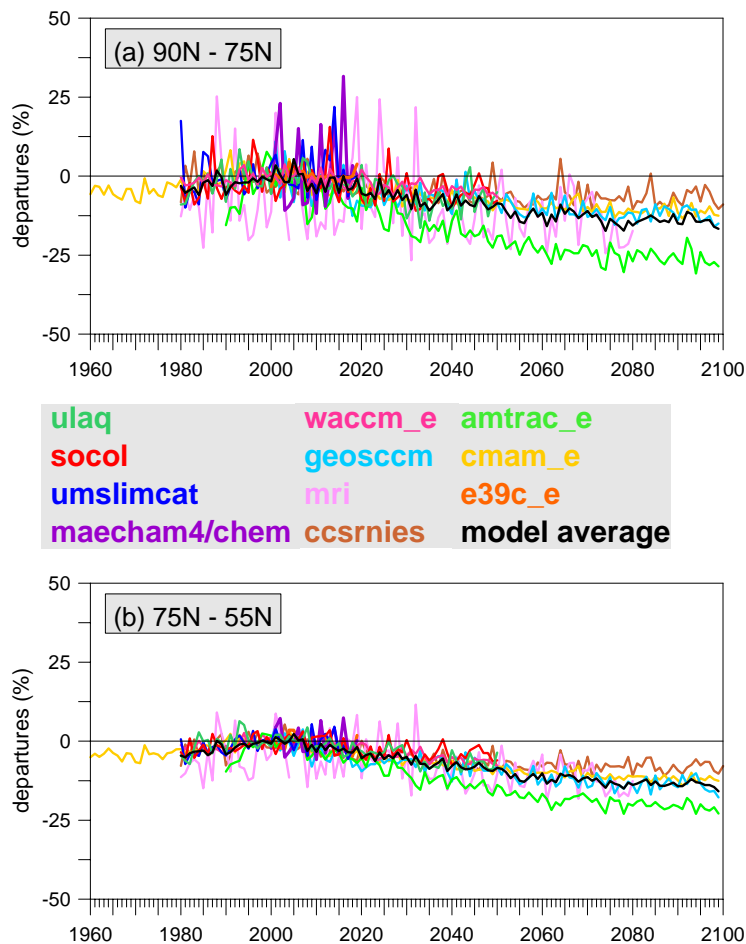 50
(a) 90N - 75N
25
departures (%)
0
-25
-50
1960 1980 2000 2020 2040 2060 2080 2100
ulaq waccm_e amtrac_e
socol geosccm cmam_e
umslimcat mri e39c_e
maecham4/chem ccsrnies model average
50
(b) 75N - 55N
25
departures (%)
0
-25
-50
1960 1980 2000 2020 2040 2060 2080 2100